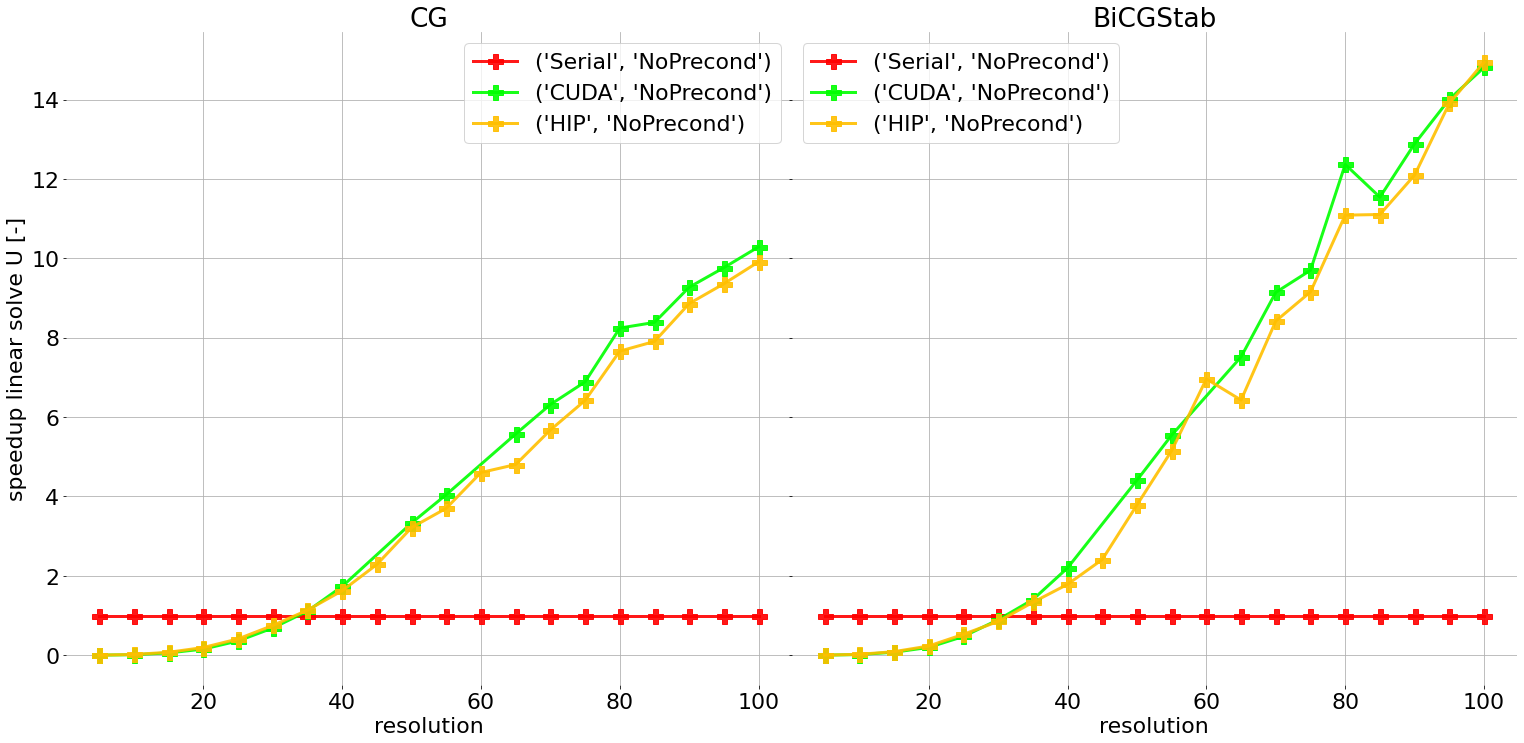 CG
('Serial', 'NoPrecond')
('CUDA', 'NoPrecond')
('HIP', 'NoPrecond')
speedup linear solve U [-]
14
12
10
8
6
4
2
0
20 40 60 80 100
resolution
BiCGStab
('Serial', 'NoPrecond')
('CUDA', 'NoPrecond')
('HIP', 'NoPrecond')
20 40 60 80 100
resolution